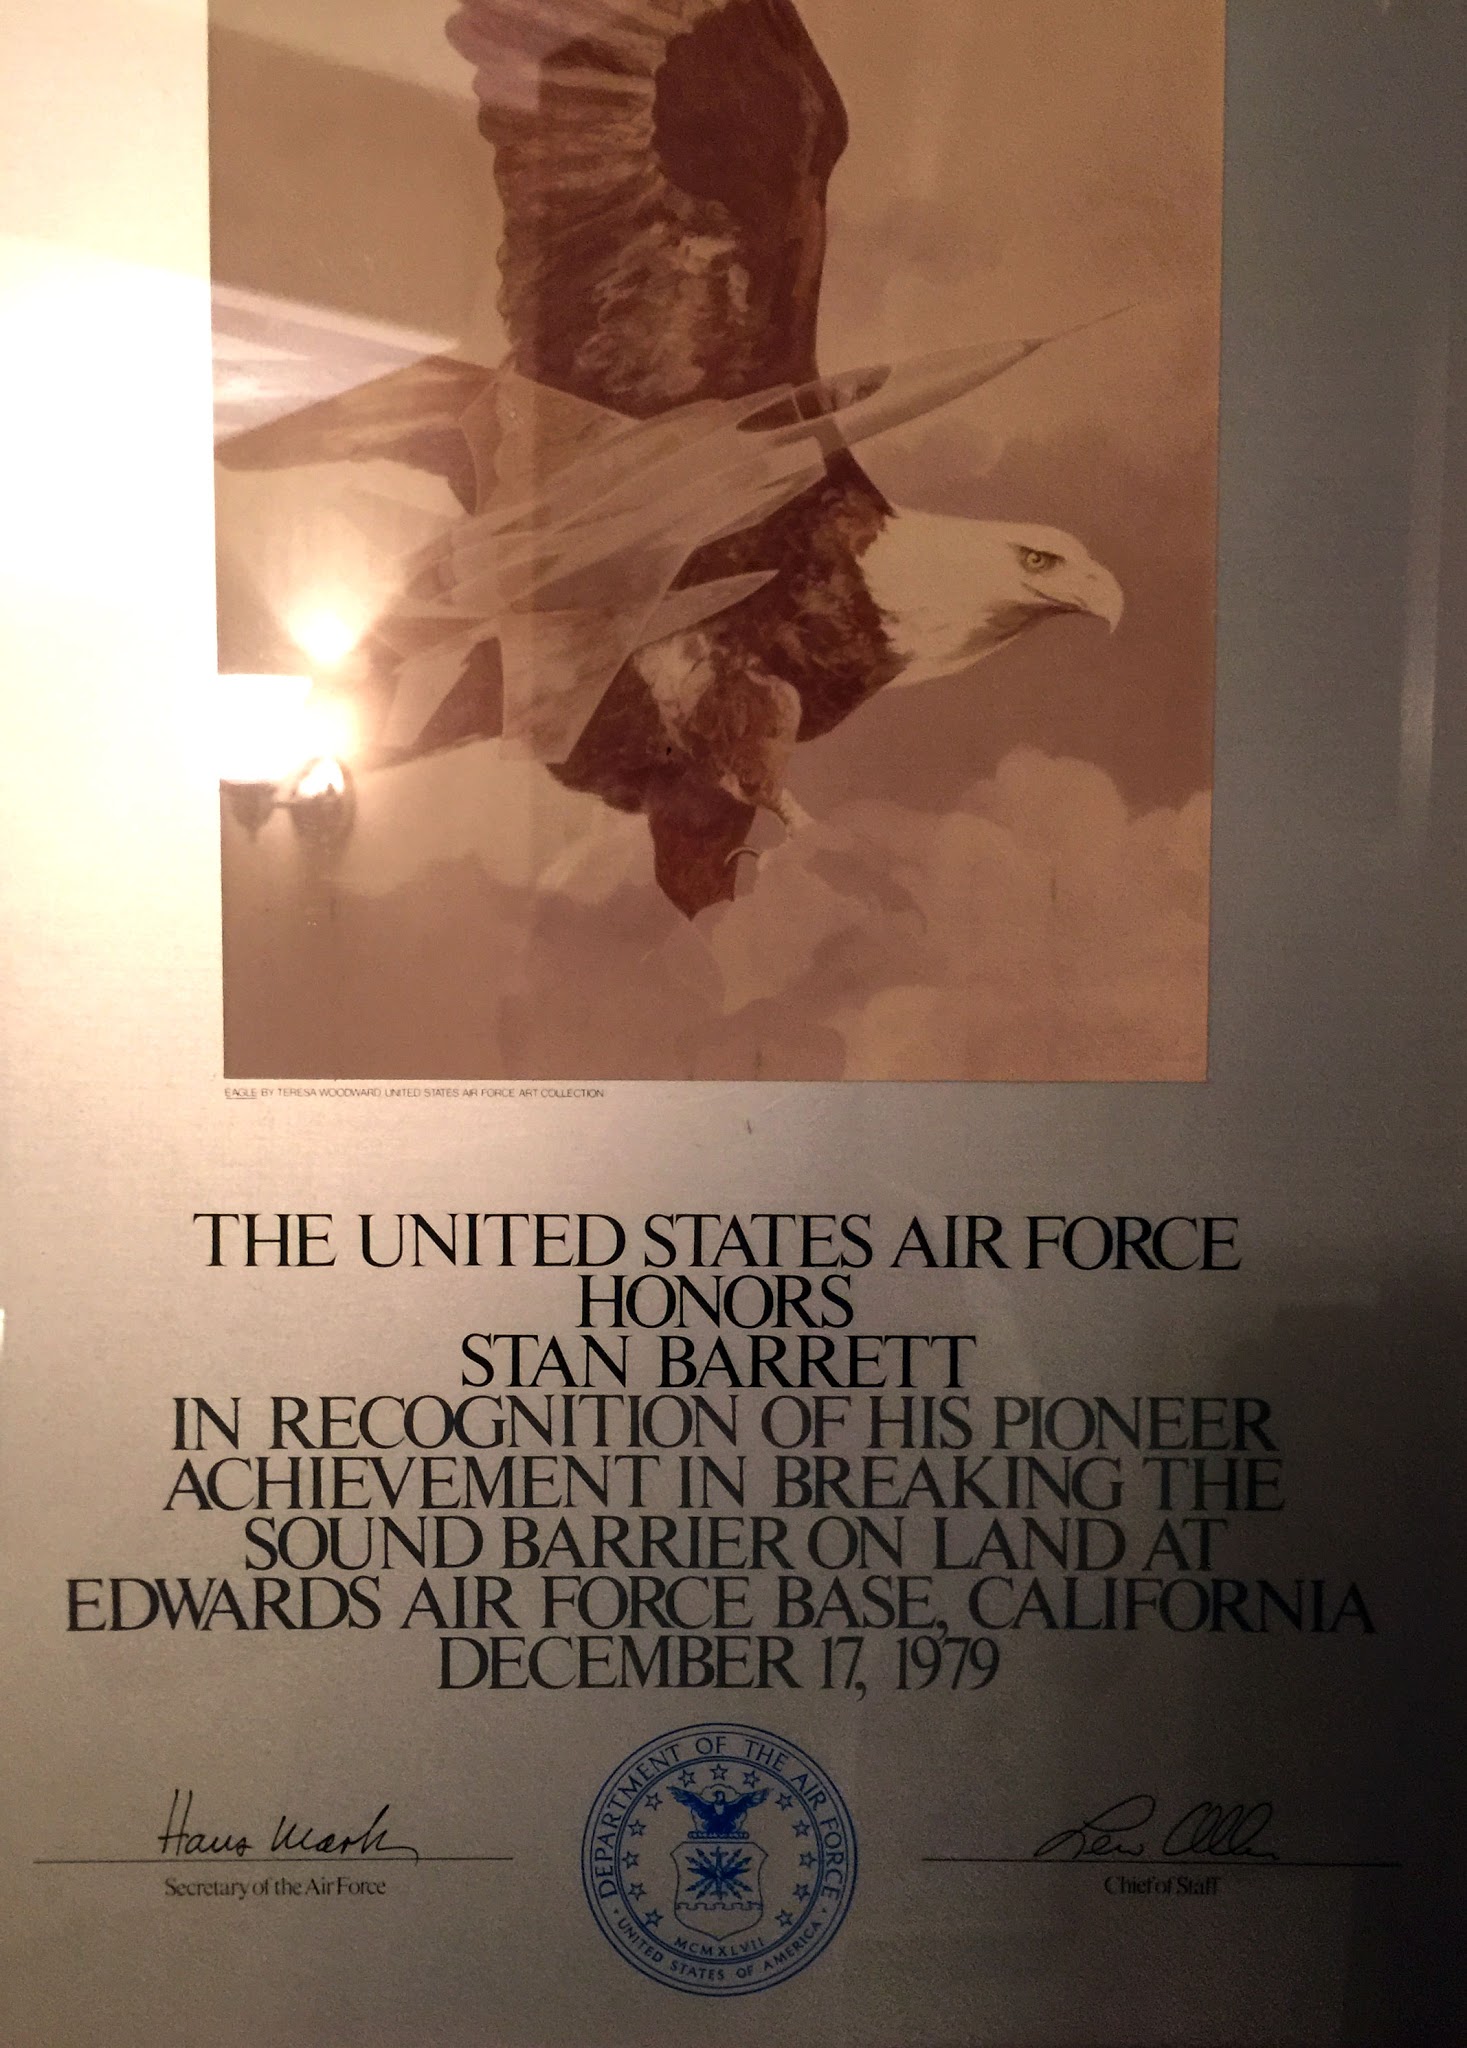 EAGLE BY TERESA WOODWARD UNITED STATES AIR FORCE ART COLLECTION
THE UNITED STATES AIR FORCE
HONORS
STAN BARRETT
IN RECOGNITION OF HIS PIONEER
ACHIEVEMENT IN BREAKING THE
SOUND BARRIER ON LAND AT
EDWARDS AIR FORCE BASE, CALIFORNIA
DECEMBER 17, 1979
Hans Mark
Secretary of the Air Force
DEPARTMENT OF THE AIR FORCE
MCMXLVII
UNITED STATES OF AMERICA
Lew Allen
Chief of Staff